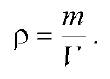 ρ = m/V .